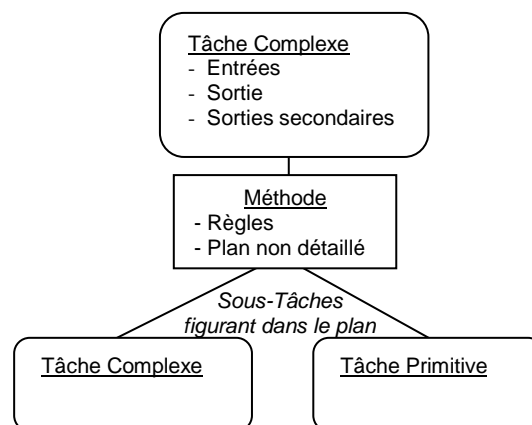 Tâche Complexe
- Entrées
- Sortie
- Sorties secondaires
Méthode
- Règles
- Plan non détaillé
Sous-Tâches
figurant dans le plan
Tâche Complexe
Tâche Primitive